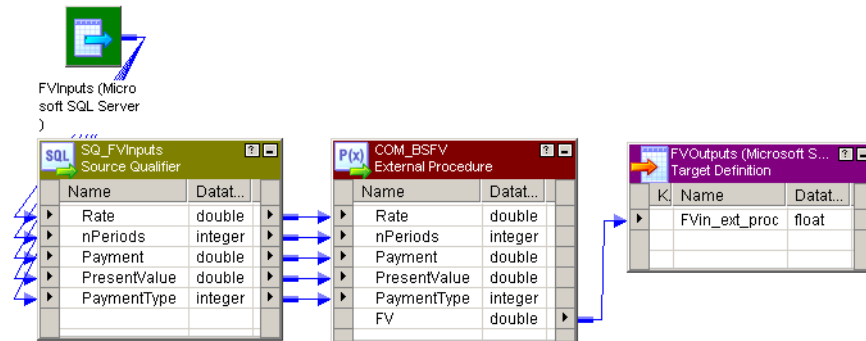 FVInputs (Micro
soft SQL Server
)
SQL SQ_FVInputs ?
Source Qualifier
Name Datat...
Rate double
nPeriods integer
Payment double
PresentValue double
PaymentType integer
P(x) COM_BSFV ?
External Procedure
Name Datat...
Rate double
nPeriods integer
Payment double
PresentValue double
PaymentType integer
FV double
FVOutputs (Microsoft S... ?
Target Definition
K. Name Datat...
FVin_ext_proc float